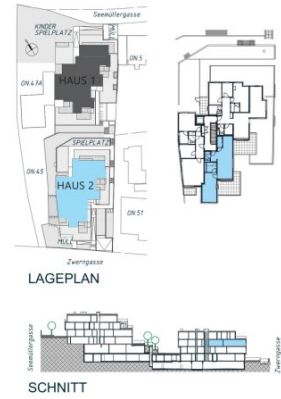 Seemüllergasse
KINDER
SPIELPLATZ
MÜLL
HAUS 1
ON.5
ON.47A
SPIELPLATZ
ON.45
HAUS 2
ON.51
MÜLL
Zwerngasse
LAGEPLAN
Seemüllergasse
Zwerngasse
SCHNITT